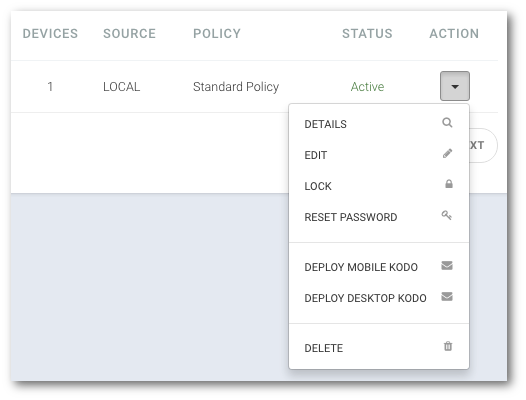 DEVICES SOURCE POLICY STATUS ACTION
1 LOCAL Standard Policy Active
DETAILS
EDIT
XT
LOCK
RESET PASSWORD
DEPLOY MOBILE KODO
DEPLOY DESKTOP KODO
DELETE